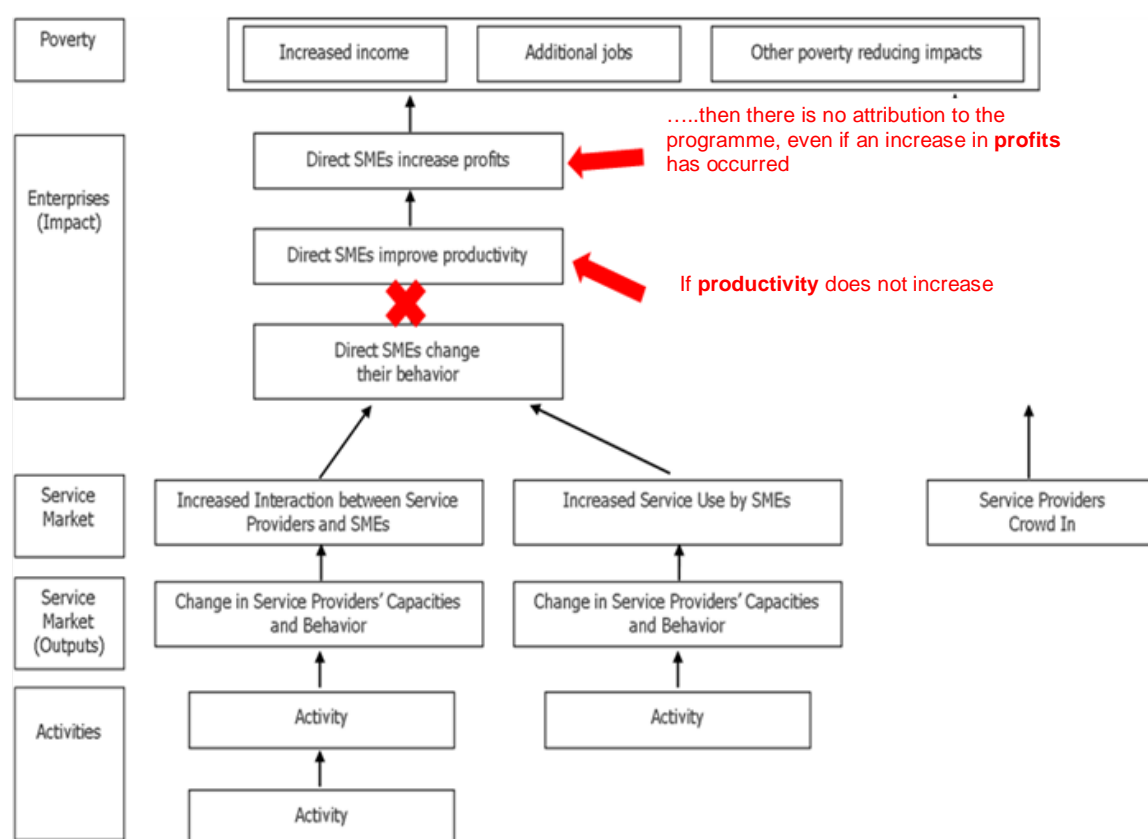 Poverty
Increased income
Additional jobs
Other poverty reducing impacts
…..then there is no attribution to the
programme, even if an increase in profits
has occurred
Enterprises
(Impact)
Direct SMEs increase profits
Direct SMEs improve productivity
If productivity does not increase
Direct SMEs change
their behavior
Service
Market
Increased Interaction between Service
Providers and SMEs
Increased Service Use by SMEs
Service Providers
Crowd In
Service
Market
(Outputs)
Change in Service Providers' Capacities
and Behavior
Change in Service Providers' Capacities
and Behavior
Activities
Activity
Activity
Activity